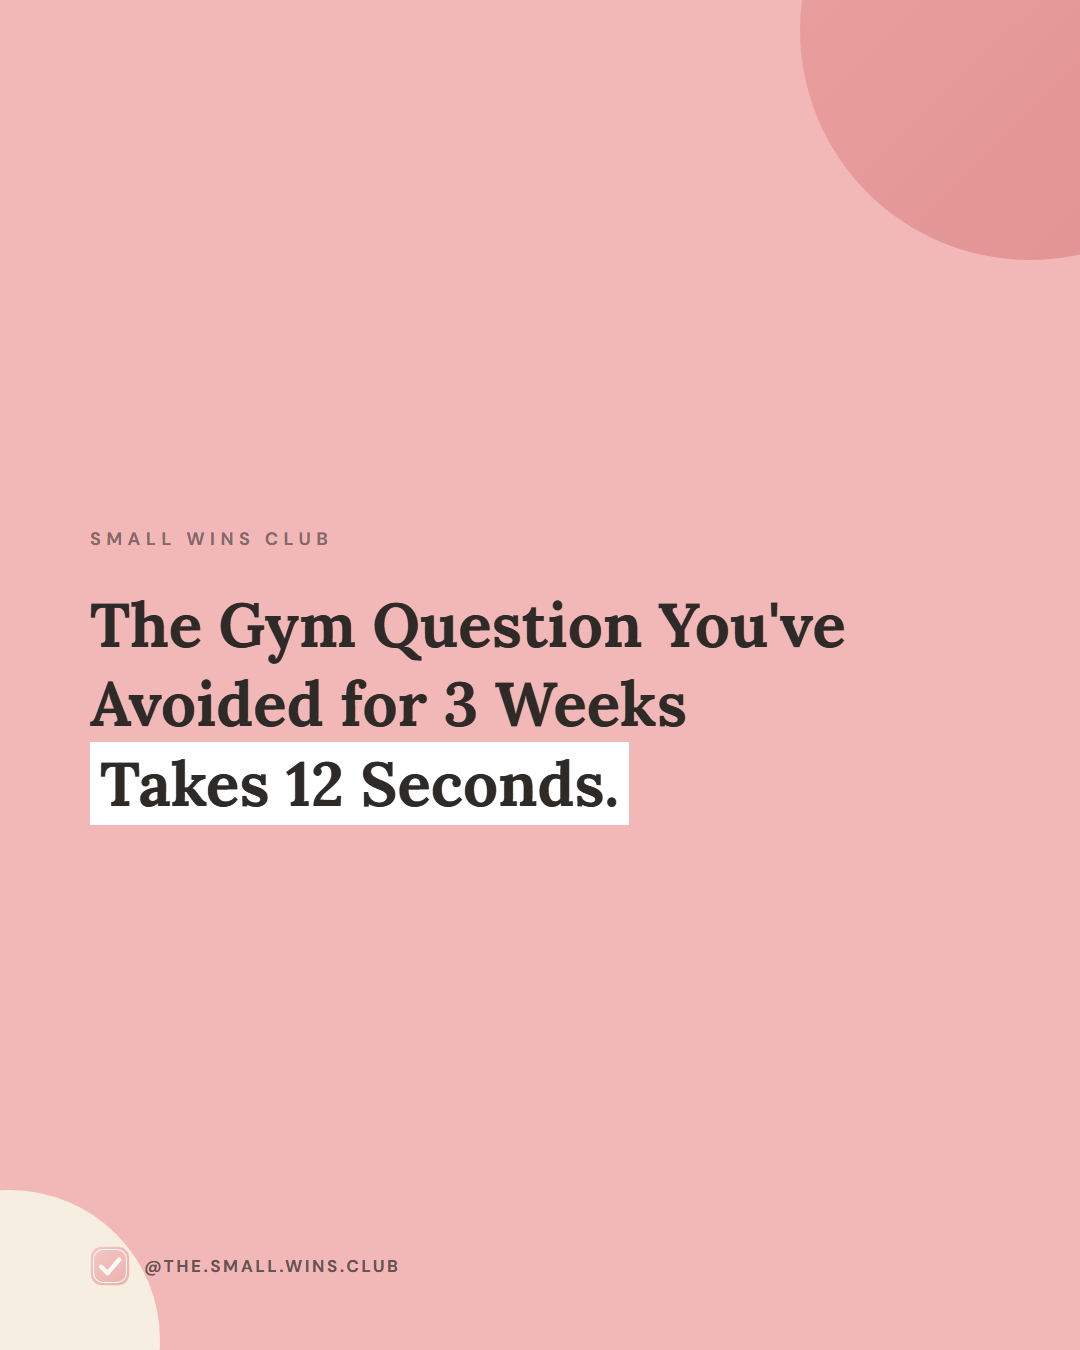 SMALL WINS CLUB
The Gym Question You've
Avoided for 3 Weeks
Takes 12 Seconds.
@THE.SMALL.WINS.CLUB